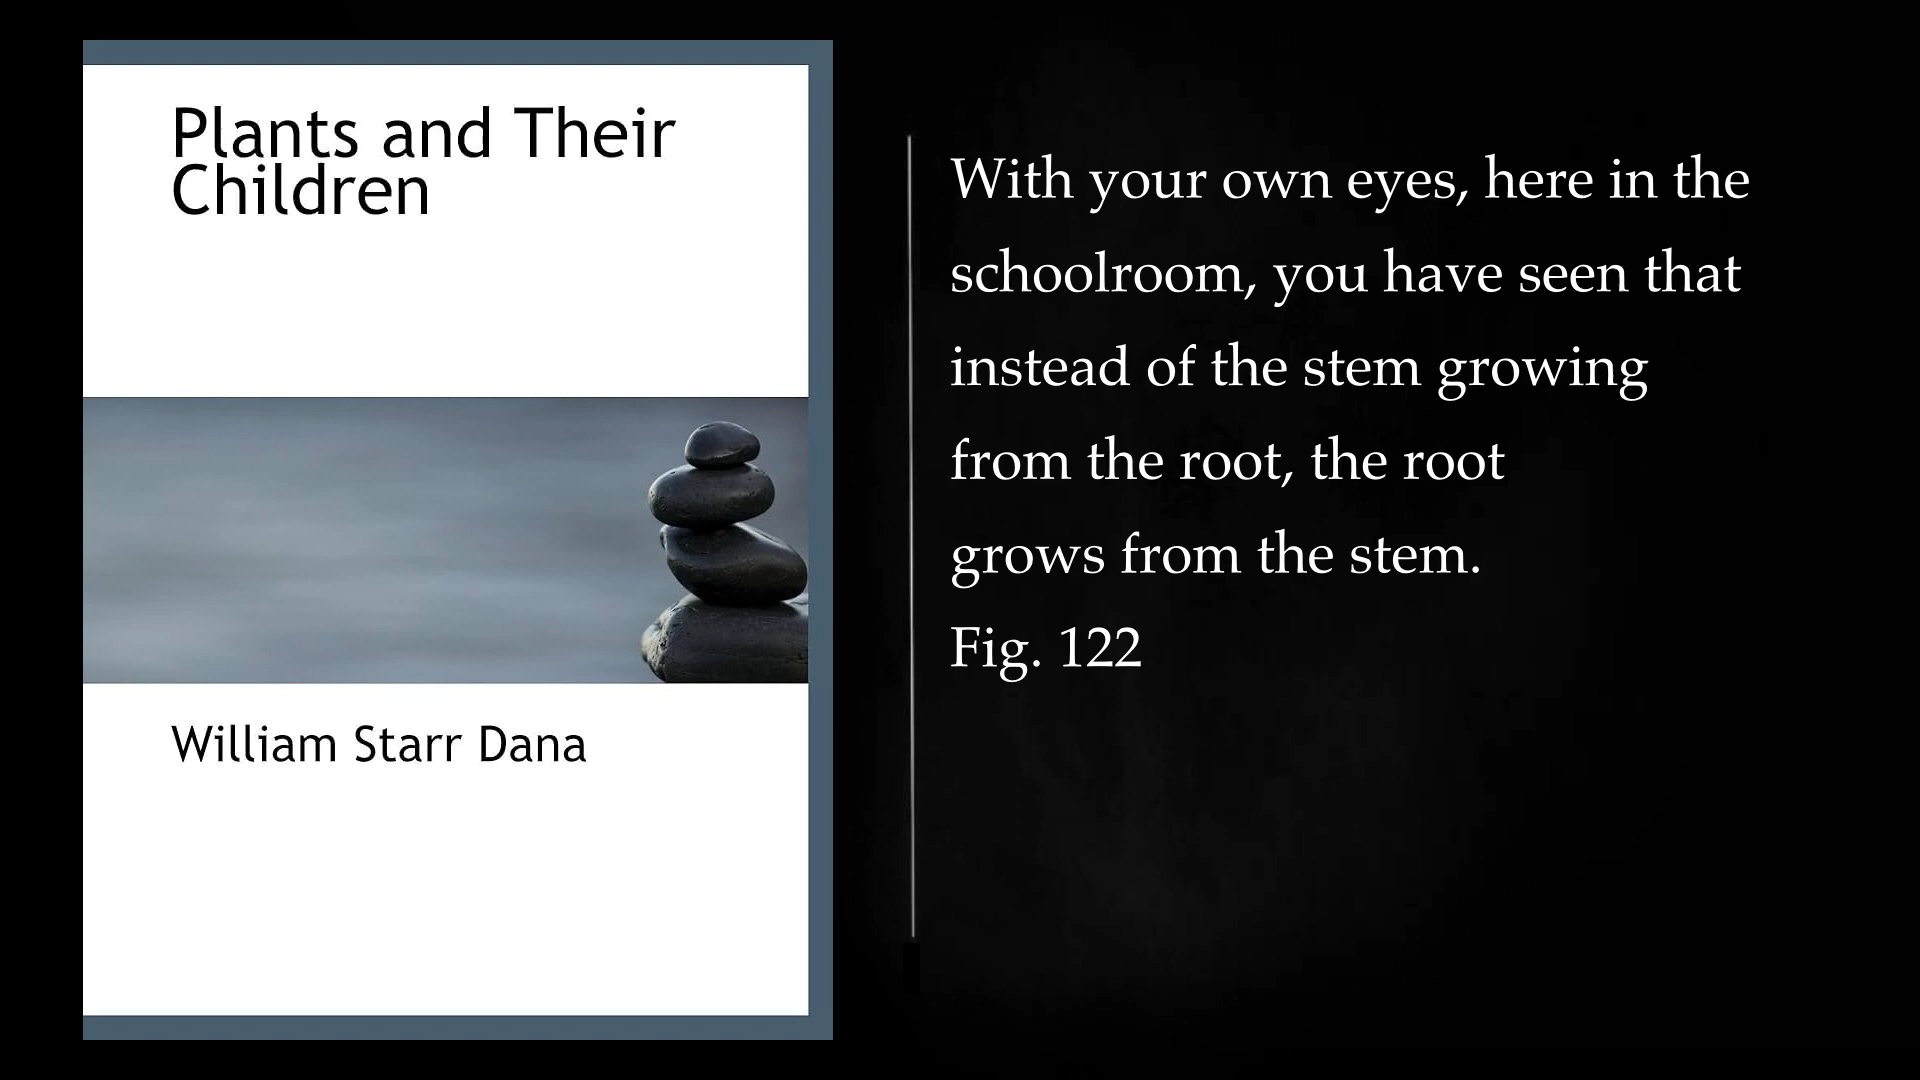 Plants and Their
Children
William Starr Dana
With your own eyes, here in the
schoolroom, you have seen that
instead of the stem growing
from the root, the root
grows from the stem.
Fig. 122